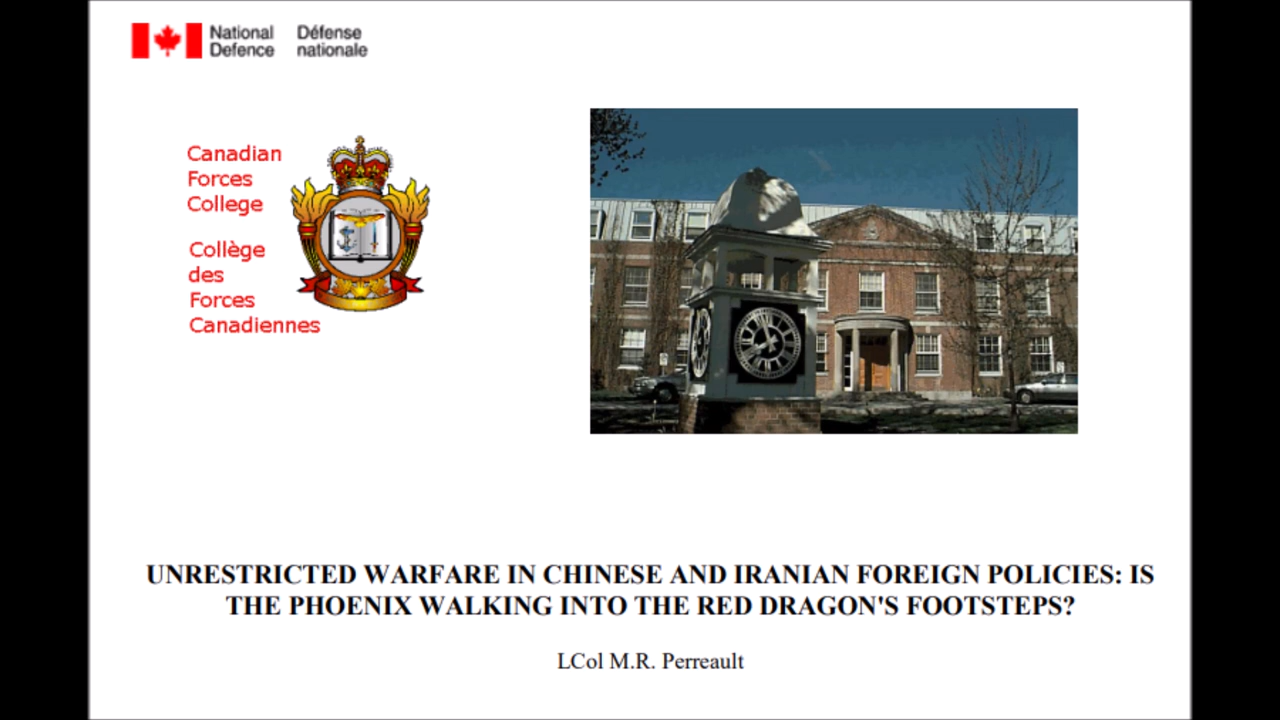 National Défense
Defence nationale
Canadian
Forces
College
Collège
des
Forces
Canadiennes
UNRESTRICTED WARFARE IN CHINESE AND IRANIAN FOREIGN POLICIES: IS
THE PHOENIX WALKING INTO THE RED DRAGON'S FOOTSTEPS?
LCol M.R. Perreault